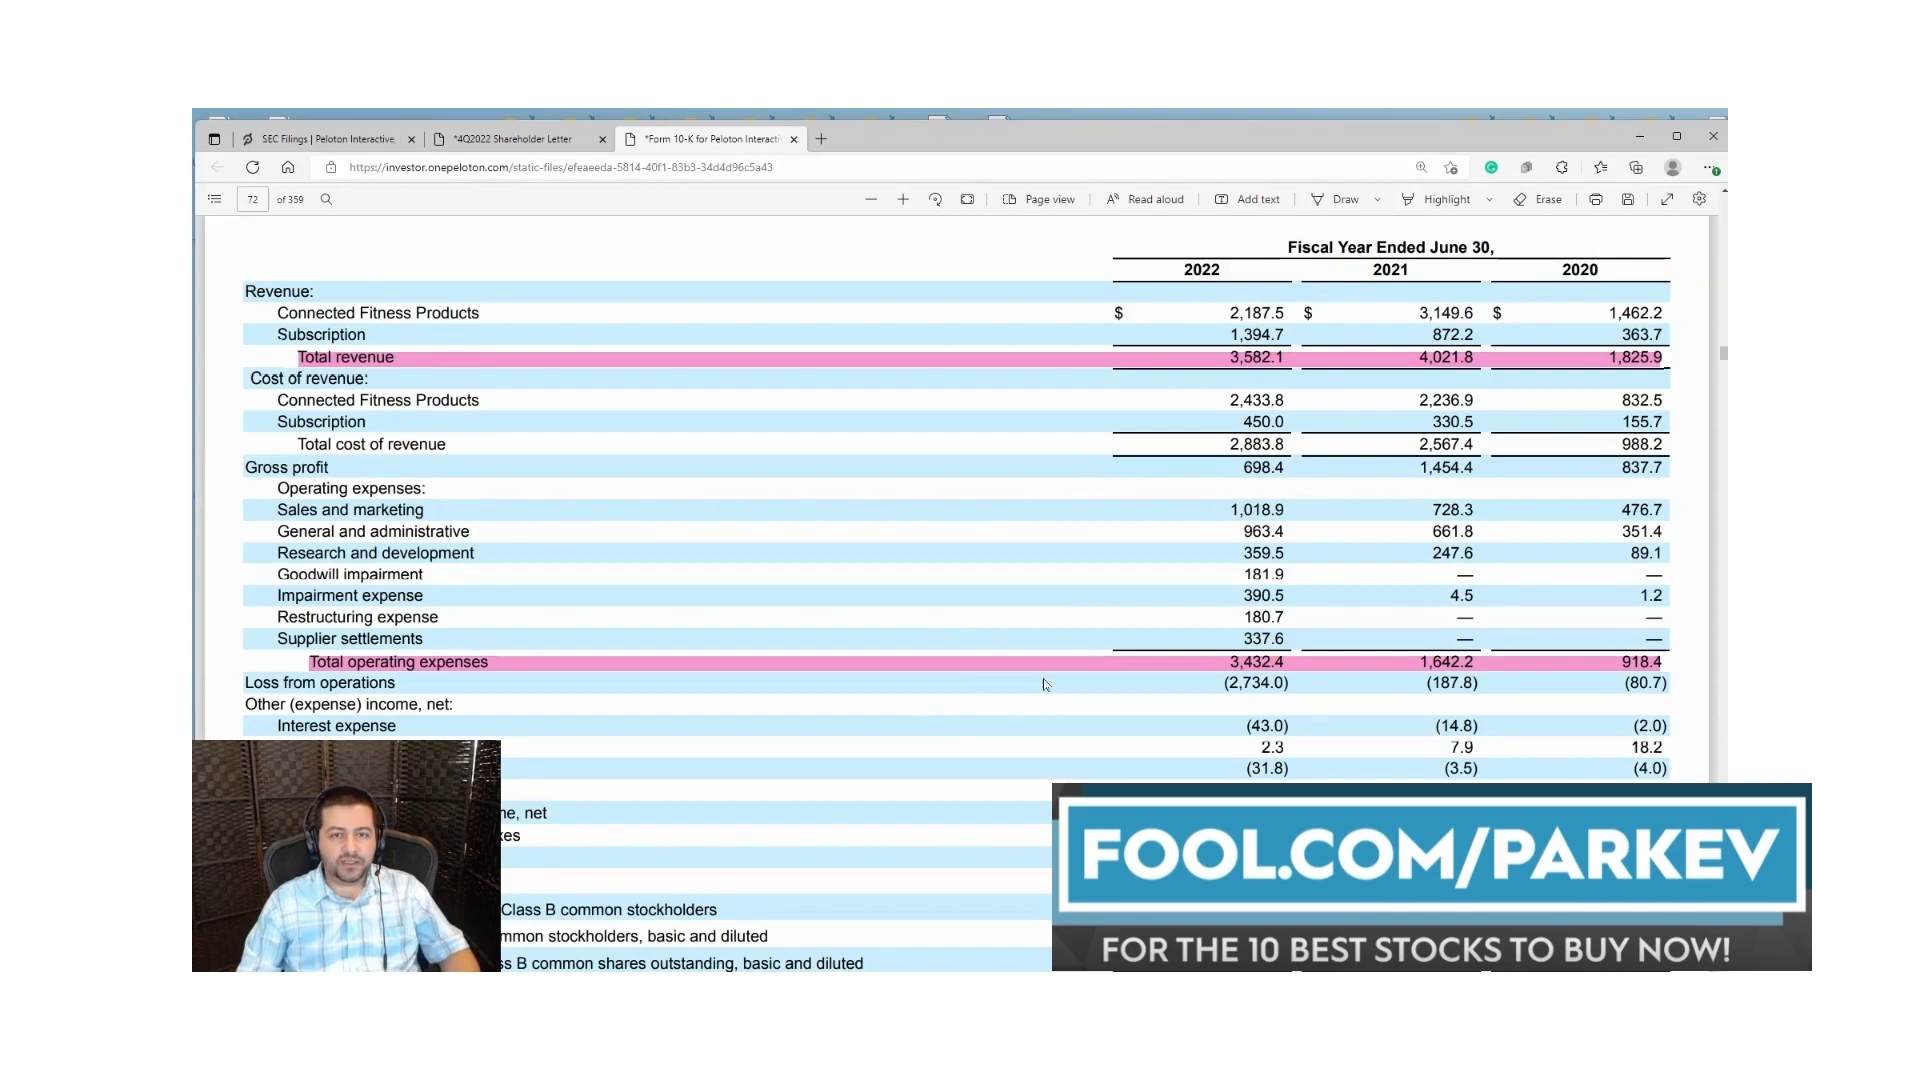 SEC Filings | Peloton Interactive.
*4Q2022 Shareholder Letter
*Form 10-K for Peloton Interacti
https://investor.onepeloton.com/static-files/efeaeeda-5814-40f1-83b3-34d4d96c5a43
72 of 359 Page view Read aloud Add text Draw Highlight Erase
Fiscal Year Ended June 30,
2022 2021 2020
Revenue:
Connected Fitness Products $ 2,187.5 $ 3,149.6 $ 1,462.2
Subscription 1,394.7 872.2 363.7
Total revenue 3,582.1 4,021.8 1,825.9
Cost of revenue:
Connected Fitness Products 2,433.8 2,236.9 832.5
Subscription 450.0 330.5 155.7
Total cost of revenue 2,883.8 2,567.4 988.2
Gross profit 698.4 1,454.4 837.7
Operating expenses:
Sales and marketing 1,018.9 728.3 476.7
General and administrative 963.4 661.8 351.4
Research and development 359.5 247.6 89.1
Goodwill impairment 181.9 — —
Impairment expense 390.5 4.5 1.2
Restructuring expense 180.7 — —
Supplier settlements 337.6 — —
Total operating expenses 3,432.4 1,642.2 918.4
Loss from operations (2,734.0) (187.8) (80.7)
Other (expense) income, net:
Interest expense (43.0) (14.8) (2.0)
2.3 7.9 18.2
(31.8) (3.5) (4.0)
ne, net
xes
Class B common stockholders
mmon stockholders, basic and diluted
ss B common shares outstanding, basic and diluted
FOOL.COM/PARKEV
FOR THE 10 BEST STOCKS TO BUY NOW!